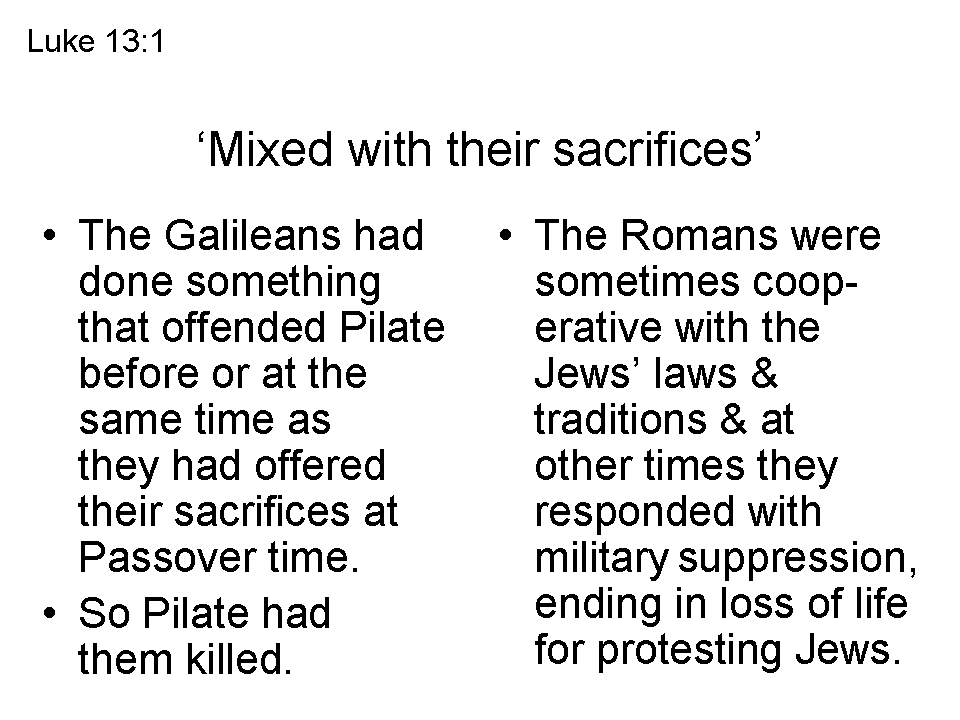 Luke 13:1
‘Mixed with their sacrifices’
• The Galileans had
done something
that offended Pilate
before or at the
same time as
they had offered
their sacrifices at
Passover time.
• So Pilate had
them killed.
• The Romans were
sometimes coop-
erative with the
Jews’ laws &
traditions & at
other times they
responded with
military suppression,
ending in loss of life
for protesting Jews.